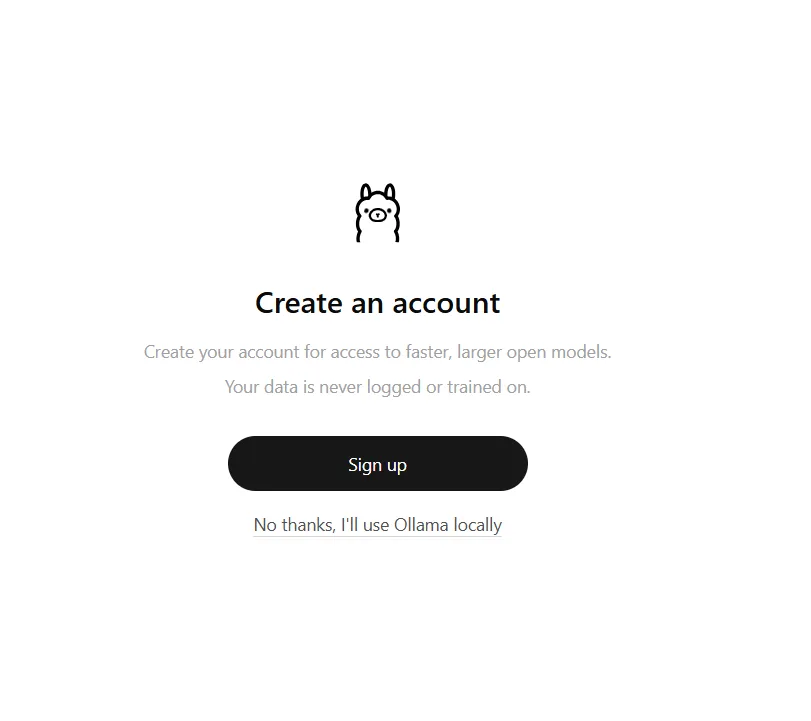 Create an account
Create your account for access to faster, larger open models.
Your data is never logged or trained on.
Sign up
No thanks, I'll use Ollama locally